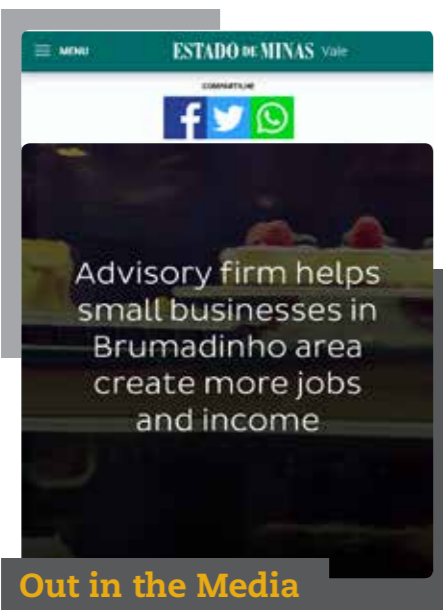 MENU
ESTADO DE MINAS Vale
COMPARTILHE
Advisory firm helps
small businesses in
Brumadinho area
create more jobs
and income
Out in the Media